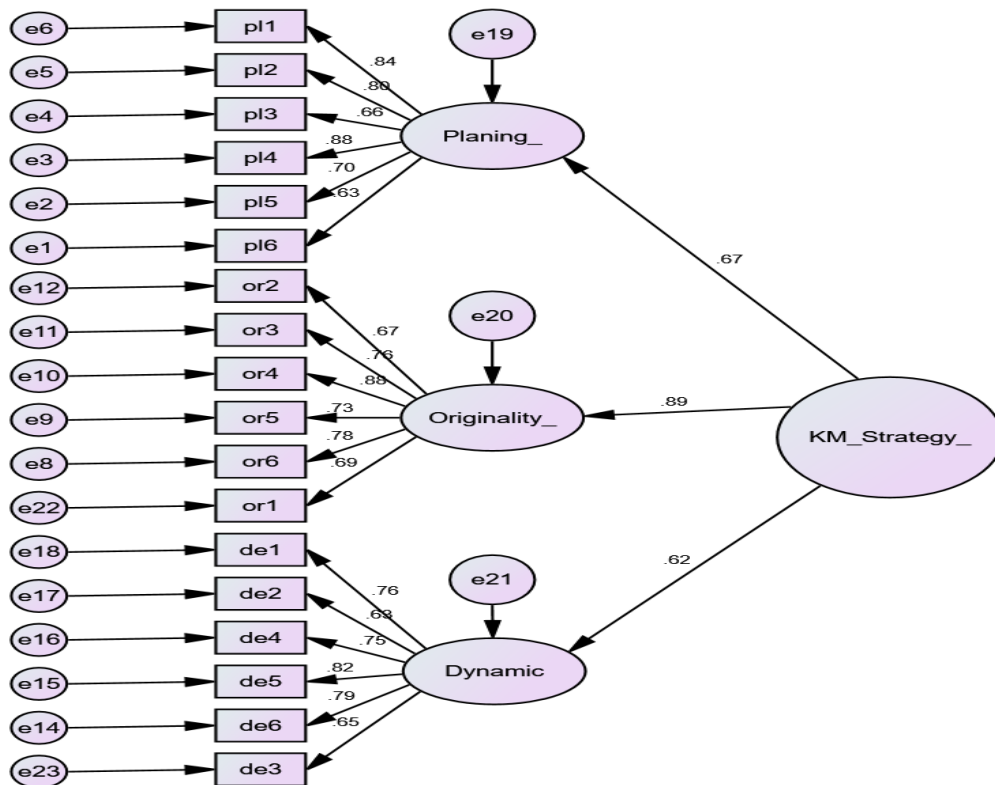 e6 pl1 e19
e5 pl2 .84
.80
e4 pl3 .66 Planing_
e3 pl4 .88
.70
e2 pl5 .63
e1 pl6
.67
e12 or2
e11 or3 .67 e20
.76
e10 or4 .88
e9 or5 .73 Originality_ .89
e8 or6 .78 KM_Strategy_
.69
e22 or1
e18 de1
e17 de2 .76 e21 .62
e16 de4 .75
e15 de5 .82 Dynamic
e14 de6 .79
.65
e23 de3